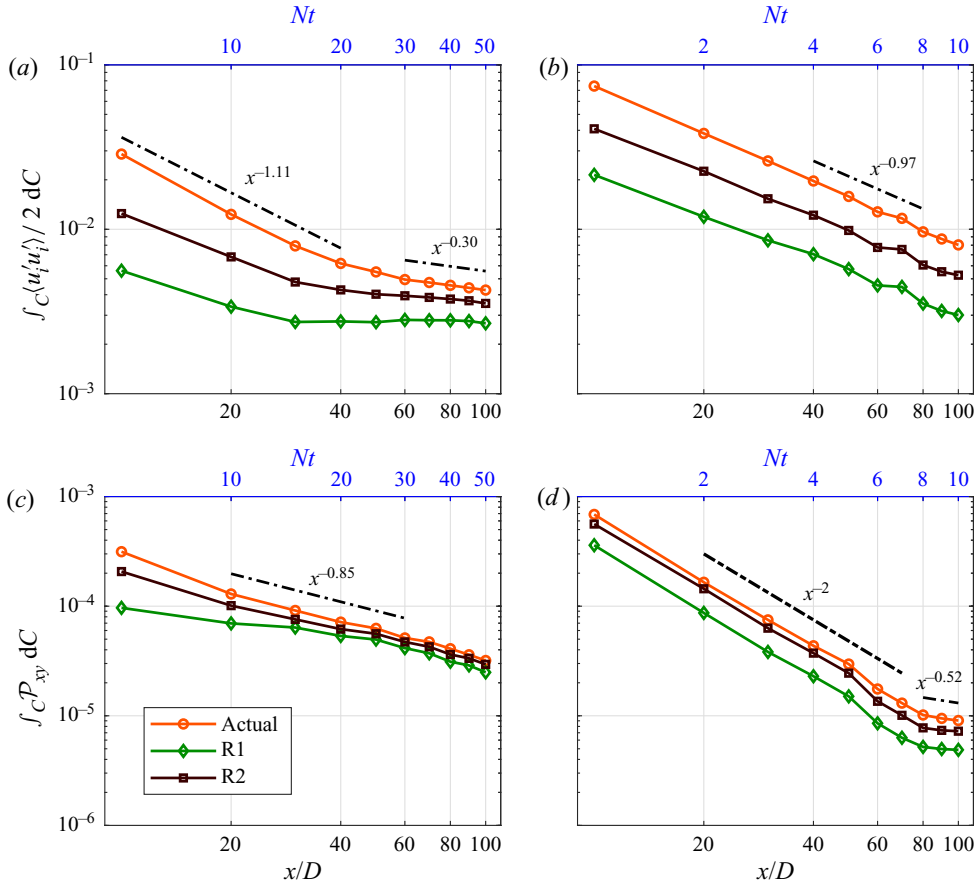 Nt Nt
10 20 30 40 50 2 4 6 8 10
(a) (b)
10⁻¹
x^−1.11
x^−0.97
10⁻²
x^−0.30
∫_C⟨u′_i u′_i⟩/ 2 dC
10⁻³
20 40 60 80 100 20 40 60 80 100
Nt Nt
(c) 10 20 30 40 50 (d) 2 4 6 8 10
10⁻³
x^−0.85
x⁻²
10⁻⁴
∫_C 𝒫_xy dC
x^−0.52
10⁻⁵
Actual
R1
R2
10⁻⁶
20 40 60 80 100 20 40 60 80 100
x/D x/D